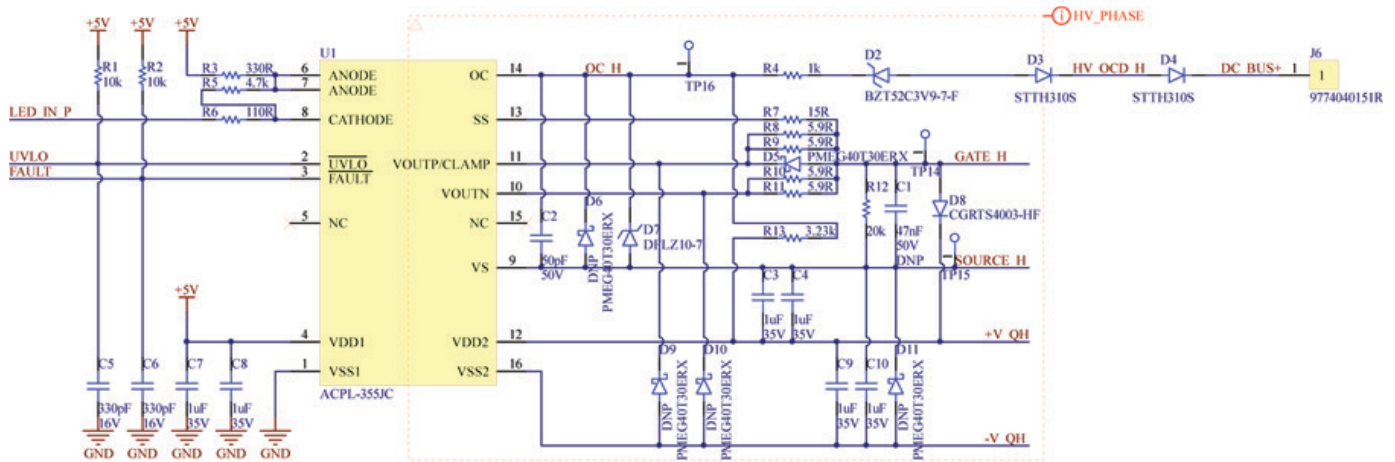 HV_PHASE
+5V
+5V
+5V
U1
R1
10k
R2
10k
R3
330R
6
ANODE
OC
14
OC_H
TP16
1
R4
1k
D2
BZT52C3V9-7-F
D3
STTH310S
HV_OCD_H
D4
STTH310S
DC_BUS+
1
J6
1
9774040151R
R5
4.7k
7
ANODE
LED_IN_P
R6
110R
8
CATHODE
SS
13
R7
15R
R8
5.9R
R9
5.9R
UVLO
2
UVLO
VOUTP/CLAMP
11
D5
PMEG40T30ERX
1
TP14
GATE_H
FAULT
3
FAULT
R10
5.9R
VOUTN
10
R11
5.9R
R12
20k
C1
47nF
50V
DNP
D8
CGRTS4003-HF
5
NC
NC
15
C2
50pF
50V
D6
DNP
PMEG40T30ERX
D7
DFLZ10-7
R13
3.23k
VS
9
1
TP15
SOURCE_H
C3
1uF
35V
C4
1uF
35V
+5V
4
VDD1
VDD2
12
+V_QH
1
VSS1
VSS2
16
ACPL-355JC
C5
330pF
16V
C6
330pF
16V
C7
1uF
35V
C8
1uF
35V
D9
DNP
PMEG40T30ERX
D10
DNP
PMEG40T30ERX
C9
1uF
35V
C10
1uF
35V
D11
DNP
PMEG40T30ERX
-V_QH
GND
GND
GND
GND
GND